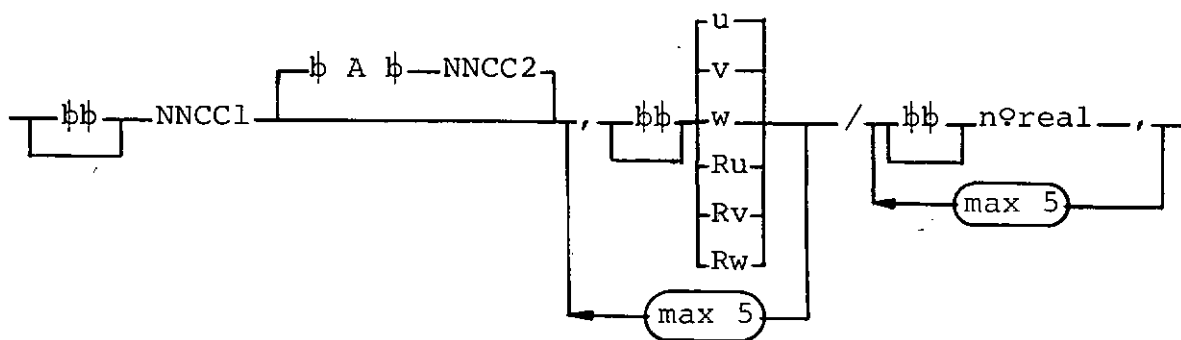 u
ƀ A ƀ NNCC2 v
ƀƀ NNCC1 , ƀƀ w / ƀƀ nºreal ,
Ru
Rv max 5
Rw
max 5